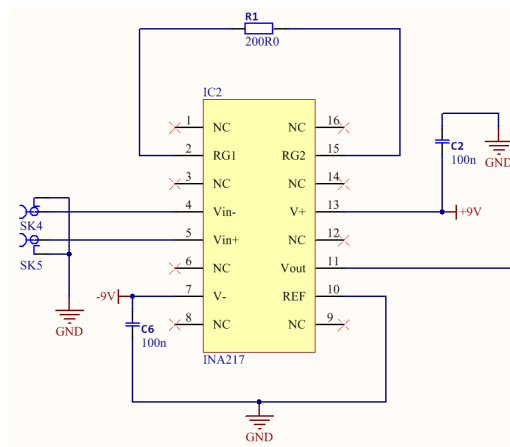 R1
200R0
IC2
1 NC NC 16
2 RG1 RG2 15
3 NC NC 14
4 Vin- V+ 13
5 Vin+ NC 12
6 NC Vout 11
7 V- REF 10
8 NC NC 9
INA217
C2
100n
GND
+9V
SK4
SK5
GND
-9V
C6
100n
GND